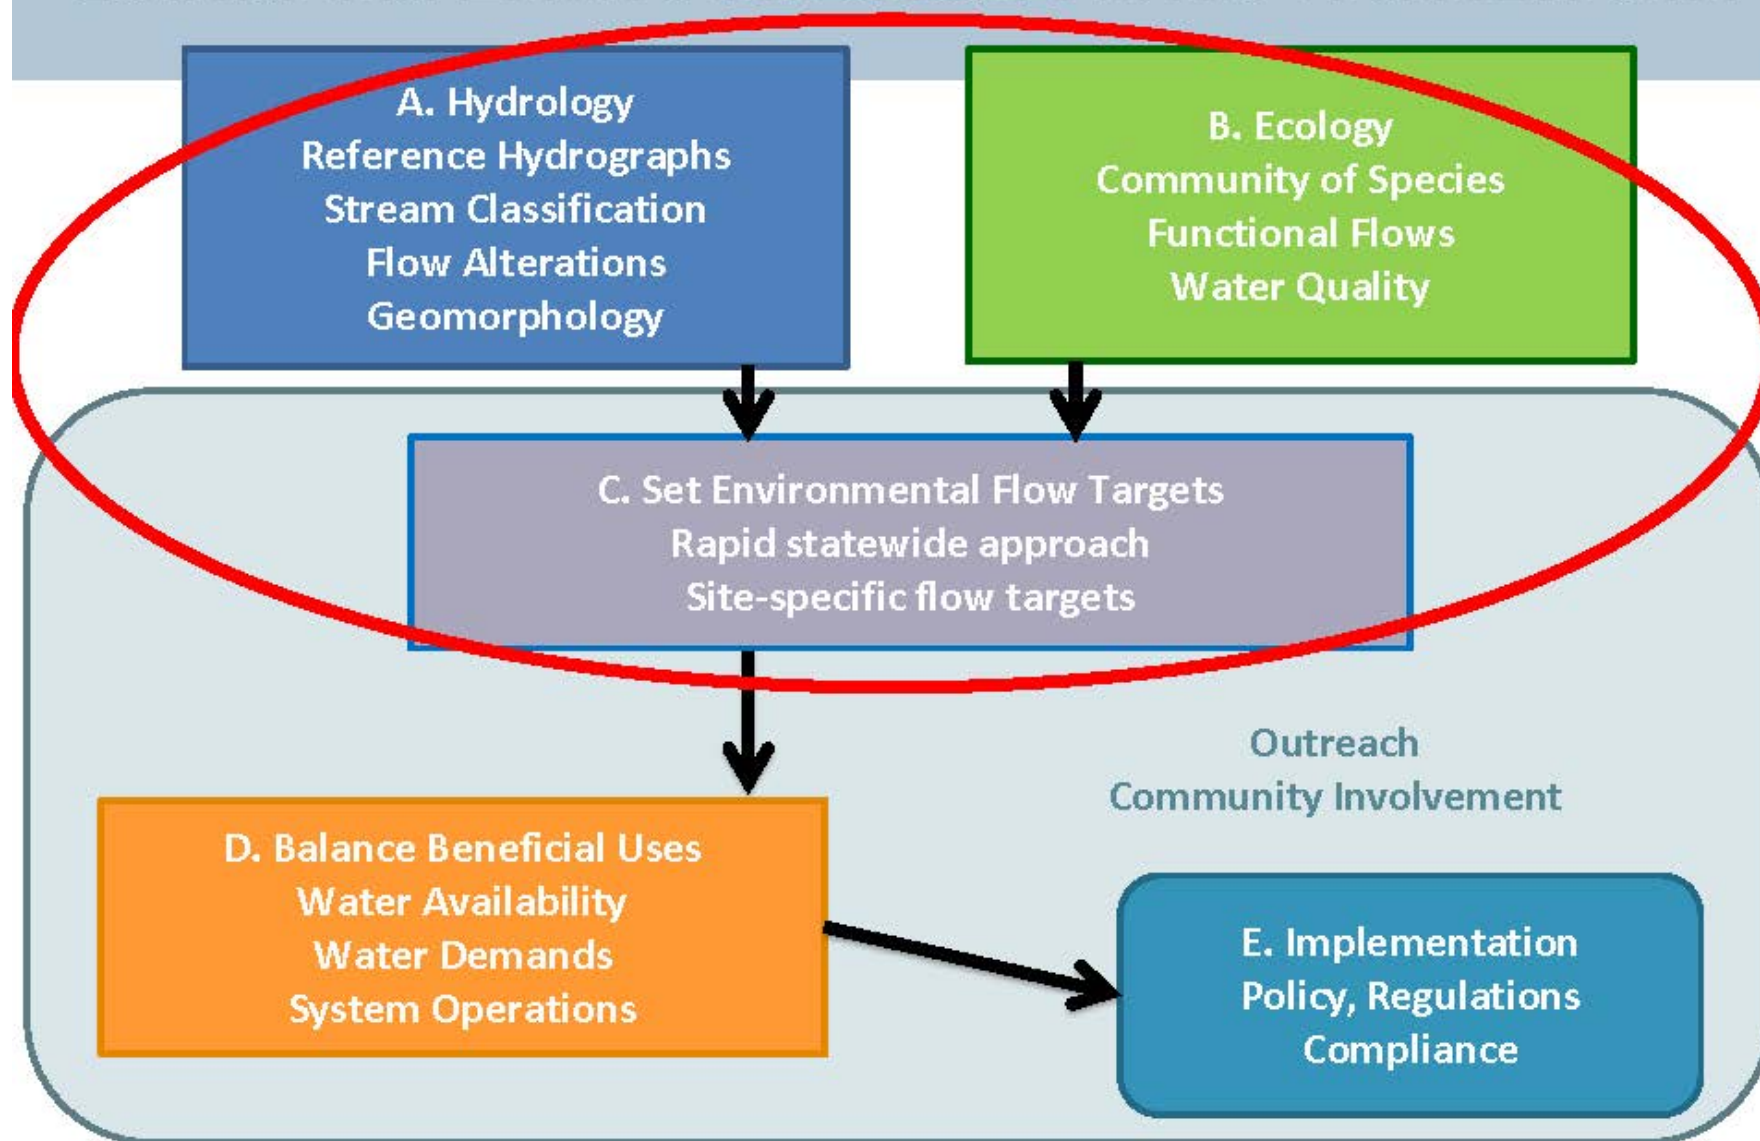 A. Hydrology
Reference Hydrographs
Stream Classification
Flow Alterations
Geomorphology
B. Ecology
Community of Species
Functional Flows
Water Quality
C. Set Environmental Flow Targets
Rapid statewide approach
Site-specific flow targets
Outreach
Community Involvement
D. Balance Beneficial Uses
Water Availability
Water Demands
System Operations
E. Implementation
Policy, Regulations
Compliance